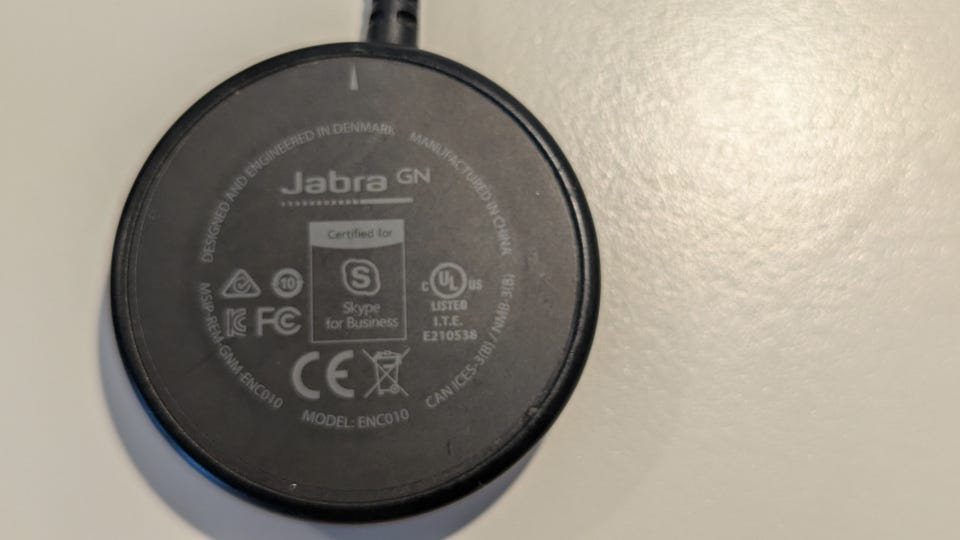 DESIGNED AND ENGINEERED IN DENMARK
MANUFACTURED IN CHINA
Jabra GN
Certified for
S
Skype
for Business
10
FC
C UL US
LISTED
I.T.E.
E210538
CE
MSIP-REM-GNM-ENC010
MODEL: ENC010
CAN ICES-3(B) / NMB-3(B)